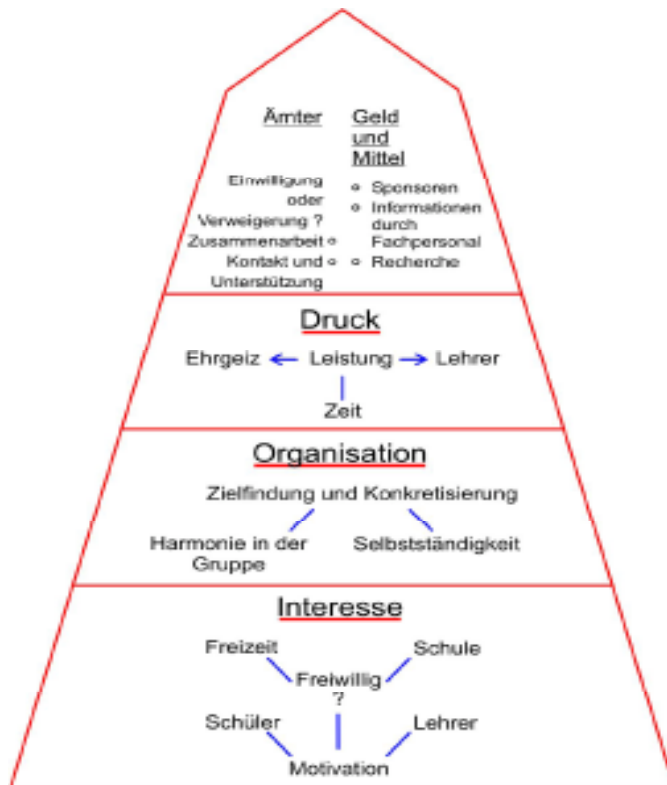 Ämter
Einwilligung
oder
Verweigerung ?
Zusammenarbeit
Kontakt und
Unterstützung
Geld
und
Mittel
Sponsoren
Informationen
durch
Fachpersonal
Recherche
Druck
Ehrgeiz Leistung Lehrer
Zeit
Organisation
Zielfindung und Konkretisierung
Harmonie in der
Gruppe
Selbstständigkeit
Interesse
Freizeit Schule
Freiwillig
?
Schüler Lehrer
Motivation